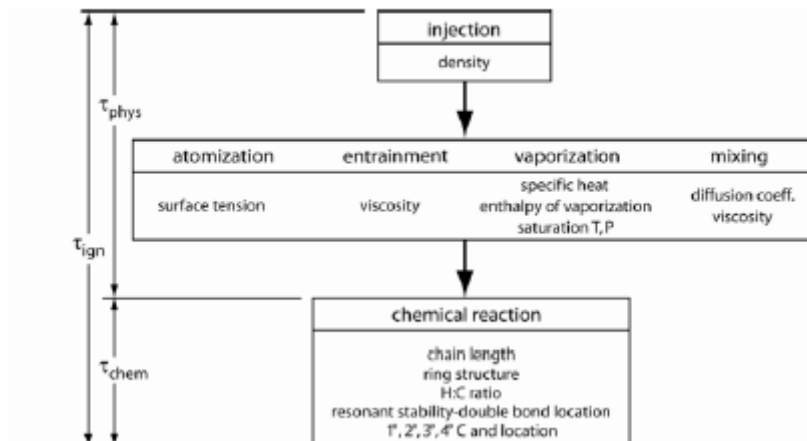 injection
density
τphys
atomization entrainment vaporization mixing
surface tension viscosity specific heat enthalpy of vaporization saturation T,P diffusion coeff. viscosity
τign
chemical reaction
τchem
chain length
ring structure
H:C ratio
resonant stability-double bond location
1°, 2°, 3°, 4° C and location